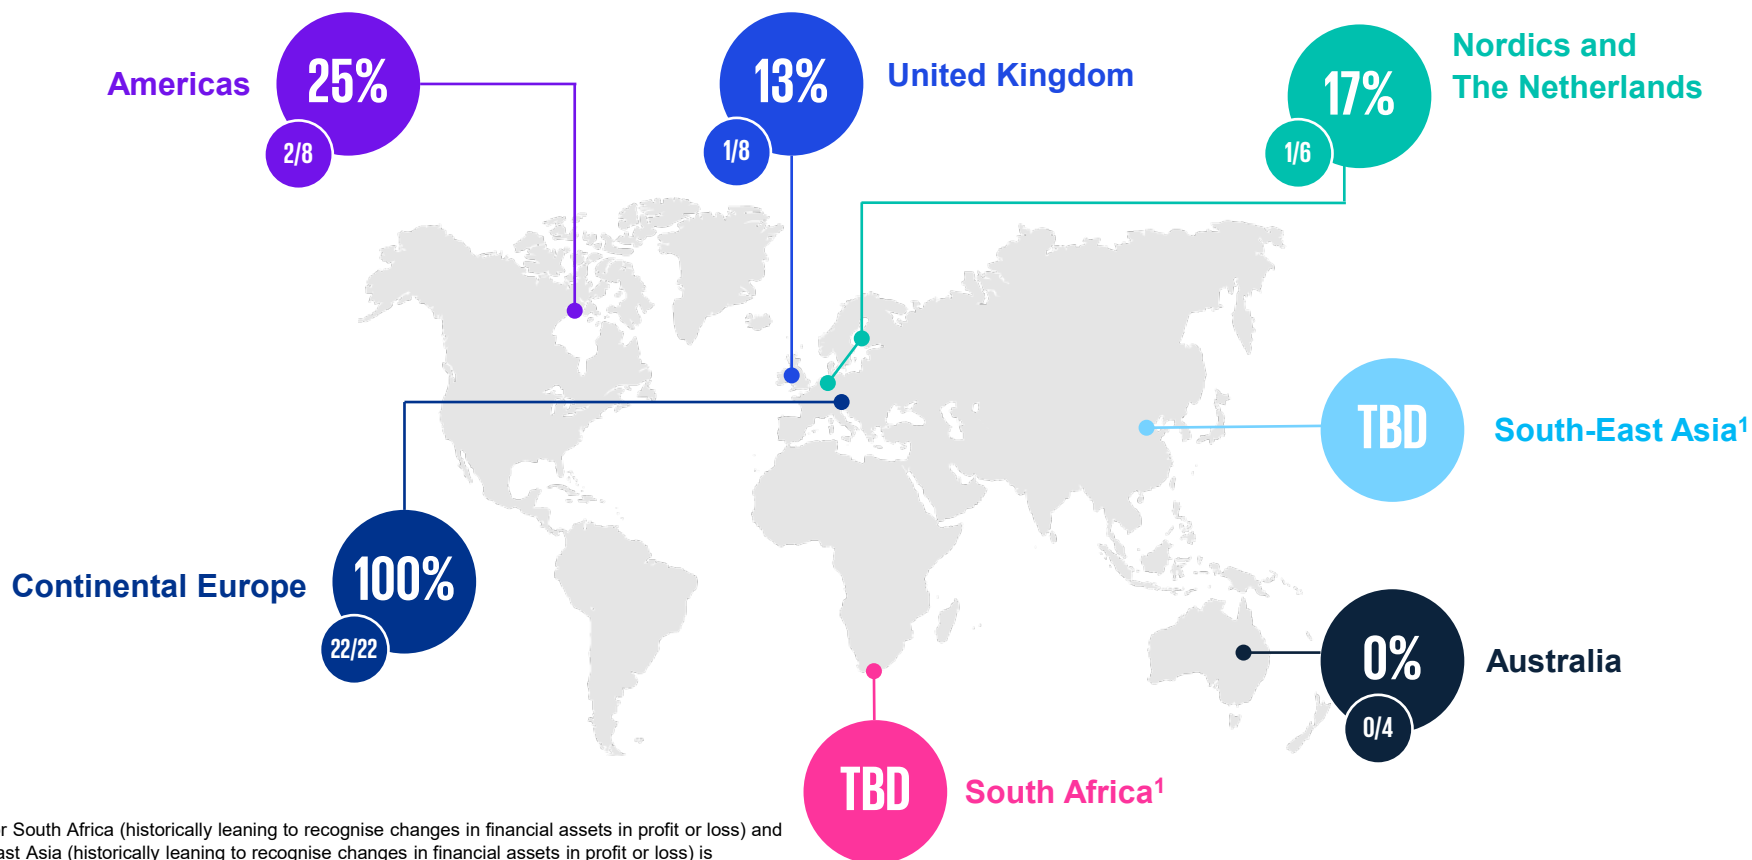 Americas
25%
2/8
13%
1/8
United Kingdom
17%
1/6
Nordics and
The Netherlands
TBD
South-East Asia¹
Continental Europe
100%
22/22
0%
0/4
Australia
TBD
South Africa¹
South Africa (historically leaning to recognise changes in financial assets in profit or loss) and
Asia (historically leaning to recognise changes in financial assets in profit or loss) is